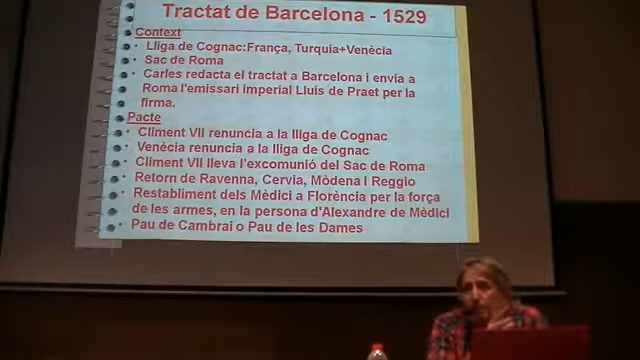 Tractat de Barcelona - 1529
Context
• Lliga de Cognac:França, Turquia+Venècia
• Sac de Roma
• Carles redacta el tractat a Barcelona i envia a
Roma l'emissari Imperial Lluís de Praet per la
firma.
Pacte
• Climent VII renuncia a la lliga de Cognac
• Venècia renuncia a la lliga de Cognac
• Climent VII lleva l'excomunió del Sac de Roma
• Retorn de Ravenna, Cervia, Mòdena i Reggio
• Restabliment dels Mèdici a Florència per la força
de les armes, en la persona d'Alexandre de Mèdici
• Pau de Cambrai o Pau de les Dames